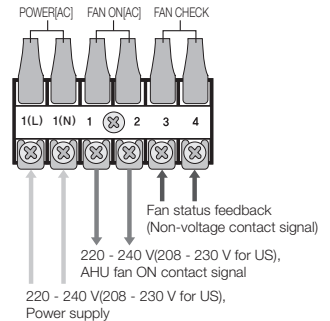 POWER[AC] FAN ON[AC] FAN CHECK
1(L) 1(N) 1 2 3 4
Fan status feedback
(Non-voltage contact signal)
220 - 240 V(208 - 230 V for US),
AHU fan ON contact signal
220 - 240 V(208 - 230 V for US),
Power supply